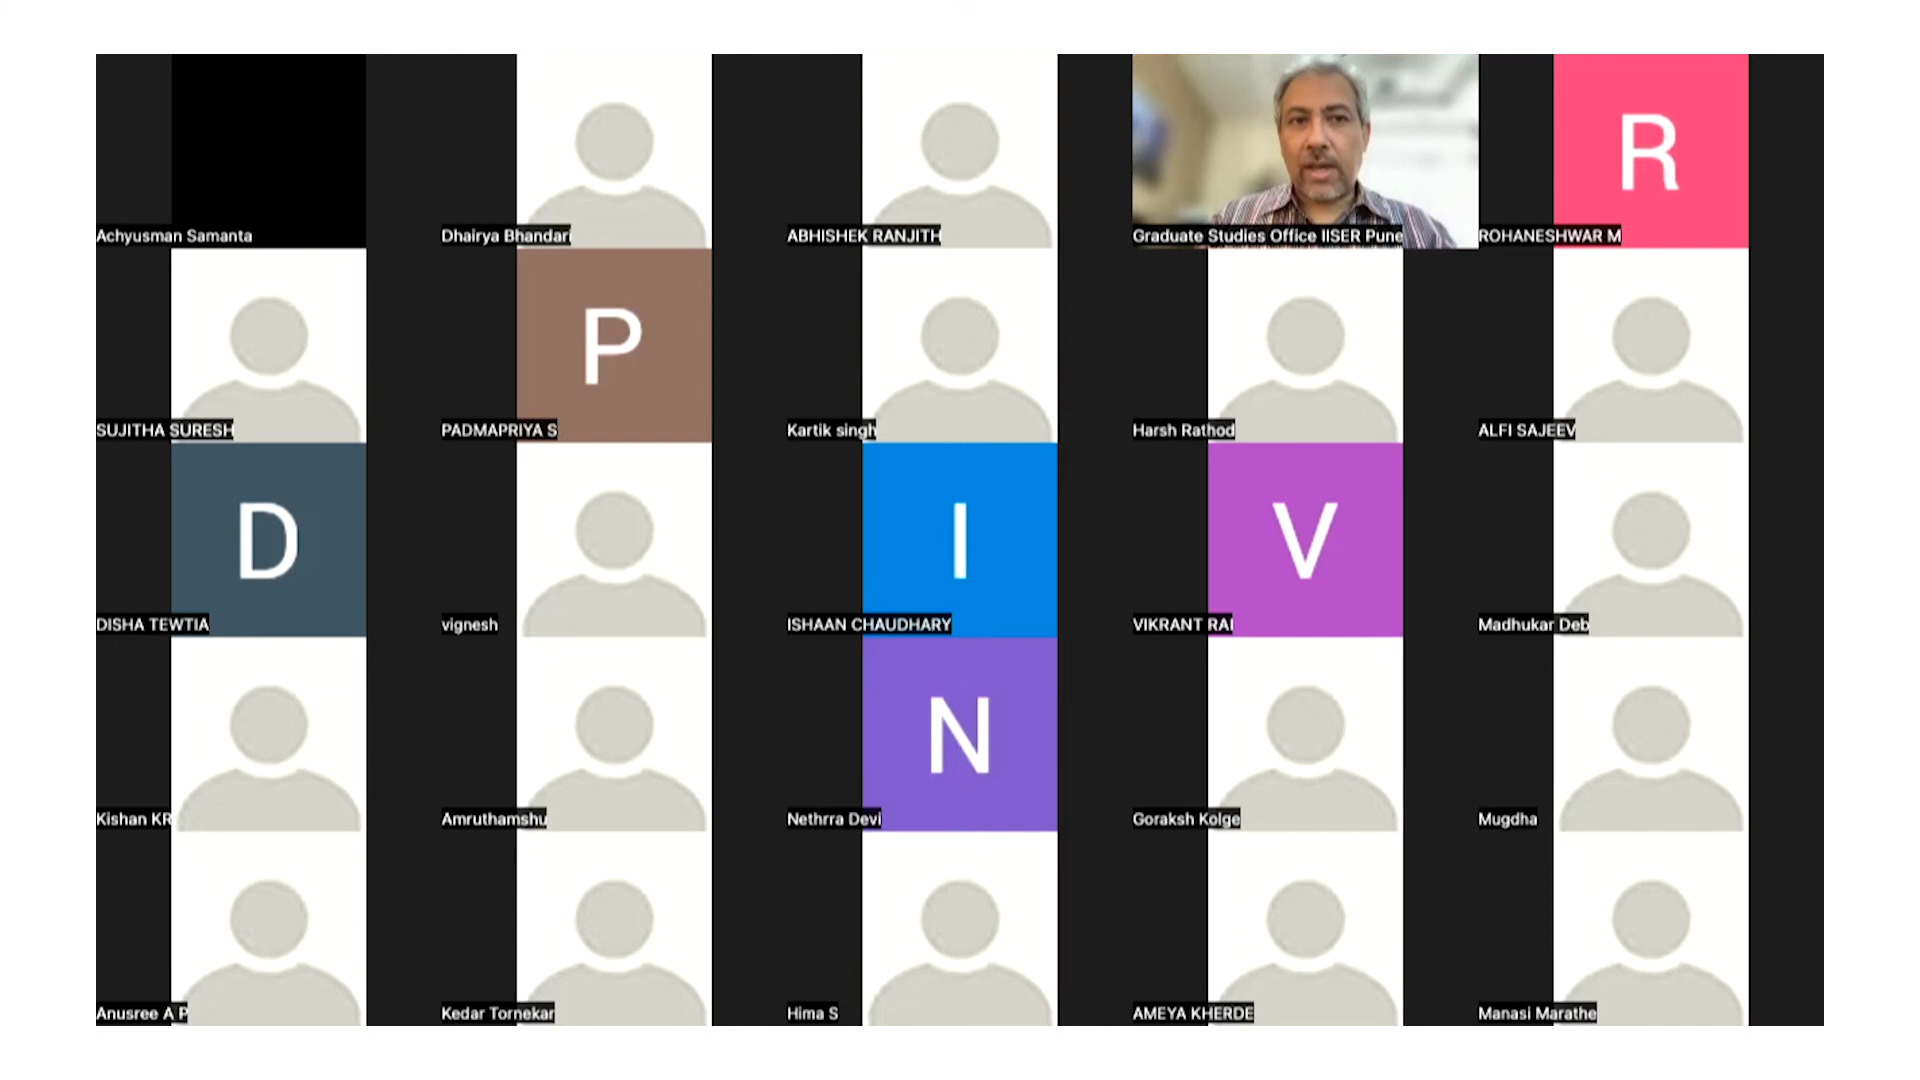 Achyusman Samanta
Dhairya Bhandari
ABHISHEK RANJITH
Graduate Studies Office IISER Pune
R
ROHANESHWAR M
SUJITHA SURESH
P
PADMAPRIYA S
Kartik singh
Harsh Rathod
ALFI SAJEEV
D
DISHA TEWTIA
vignesh
I
ISHAAN CHAUDHARY
V
VIKRANT RAI
Madhukar Deb
Kishan KR
Amruthamshu
N
Nethrra Devi
Goraksh Kolge
Mugdha
Anusree A P
Kedar Tornekar
Hima S
AMEYA KHERDE
Manasi Marathe